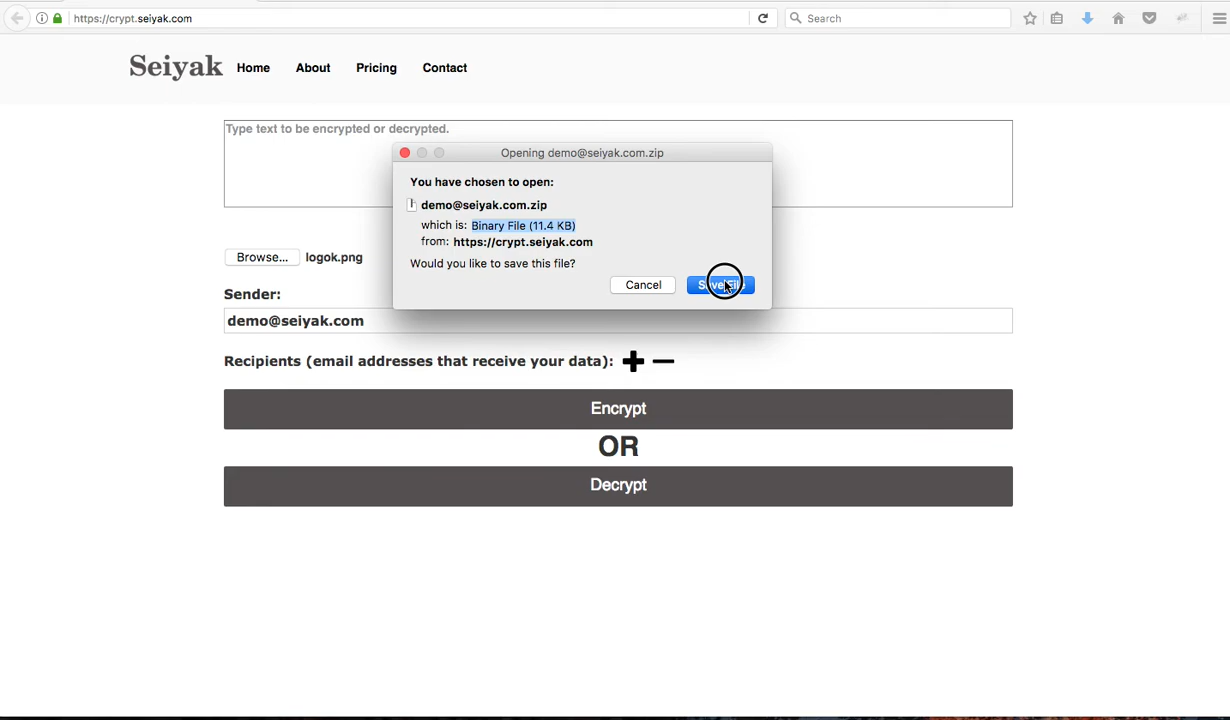 https://crypt.seiyak.com
Search
Seiyak Home About Pricing Contact
Type text to be encrypted or decrypted.
Opening demo@seiyak.com.zip
You have chosen to open:
demo@seiyak.com.zip
which is: Binary File (11.4 KB)
from: https://crypt.seiyak.com
Would you like to save this file?
Cancel Save File
Browse... logok.png
Sender:
demo@seiyak.com
Recipients (email addresses that receive your data):
Encrypt
OR
Decrypt